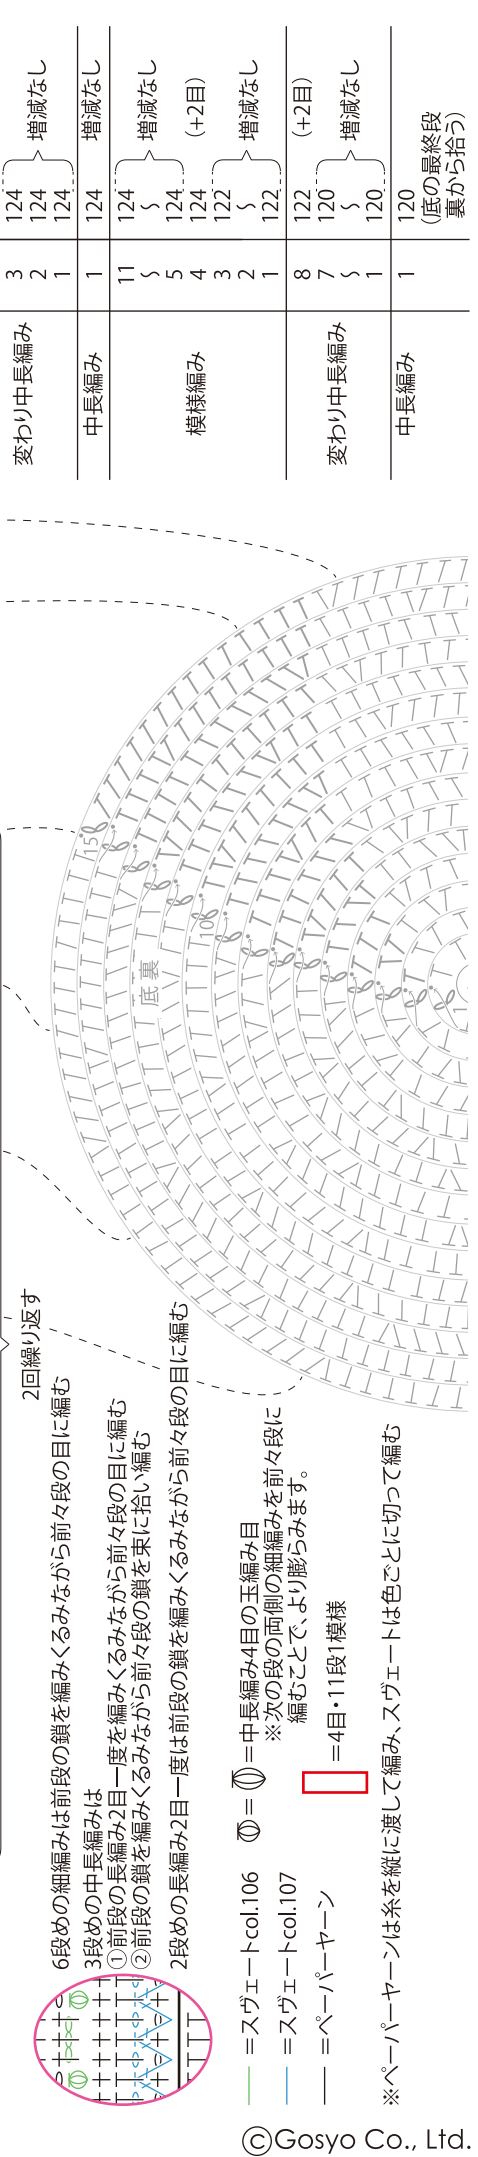 2回繰り返す
6段めの細編みは前段の鎖を編みくるみながら前々段の目に編む
3段めの中長編みは
①前段の長編み2目一度を編みくるみながら前々段の目に編む
②前段の鎖を編みくるみながら前々段の鎖を束に拾い編む
2段めの長編み2目一度は前段の鎖を編みくるみながら前々段の目に編む
=スヴェートcol.106
=スヴェートcol.107
=ペーパーヤーン
= =中長編み4目の玉編み目
※次の段の両側の細編みを前々段に
編むことで、より膨らみます。
=4目・11段1模様
※ペーパーヤーンは糸を縦に渡して編み、スヴェートは色ごとに切って編む
15
底裏
10
変わり中長編み 3 124
2 124 増減なし
1 124
中長編み 1 124 増減なし
模様編み 11 124
〜 〜 増減なし
5 124
4 124 (+2目)
3 122
2 〜 増減なし
1 122
変わり中長編み 8 122 (+2目)
7 120
〜 〜 増減なし
1 120
中長編み 1 120
(底の最終段
裏から拾う)
©Gosyo Co., Ltd.